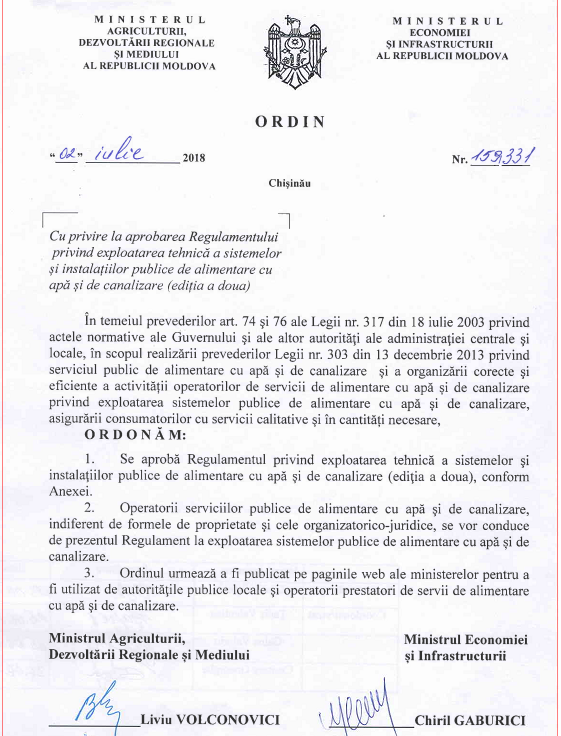 M I N I S T E R U L
AGRICULTURII,
DEZVOLTĂRII REGIONALE
ŞI MEDIULUI
AL REPUBLICII MOLDOVA
M I N I S T E R U L
ECONOMIEI
ŞI INFRASTRUCTURII
AL REPUBLICII MOLDOVA
O R D I N
“02” iulie 2018
Nr. 159/331
Chişinău
Cu privire la aprobarea Regulamentului
privind exploatarea tehnică a sistemelor
şi instalaţiilor publice de alimentare cu
apă şi de canalizare (ediţia a doua)
În temeiul prevederilor art. 74 şi 76 ale Legii nr. 317 din 18 iulie 2003 privind
actele normative ale Guvernului şi ale altor autorităţi ale administraţiei centrale şi
locale, în scopul realizării prevederilor Legii nr. 303 din 13 decembrie 2013 privind
serviciul public de alimentare cu apă şi de canalizare şi a organizării corecte şi
eficiente a activităţii operatorilor de servicii de alimentare cu apă şi de canalizare
privind exploatarea sistemelor publice de alimentare cu apă şi de canalizare,
asigurării consumatorilor cu servicii calitative şi în cantităţi necesare,
O R D O N Ă M:
1. Se aprobă Regulamentul privind exploatarea tehnică a sistemelor şi
instalaţiilor publice de alimentare cu apă şi de canalizare (ediţia a doua), conform
Anexei.
2. Operatorii serviciilor publice de alimentare cu apă şi de canalizare,
indiferent de formele de proprietate şi cele organizatorico-juridice, se vor conduce
de prezentul Regulament la exploatarea sistemelor publice de alimentare cu apă şi de
canalizare.
3. Ordinul urmează a fi publicat pe paginile web ale ministerelor pentru a
fi utilizat de autorităţile publice locale şi operatorii prestatori de servii de alimentare
cu apă şi de canalizare.
Ministrul Agriculturii,
Dezvoltării Regionale şi Mediului
Ministrul Economiei
şi Infrastructurii
Liviu VOLCONOVICI
Chiril GABURICI